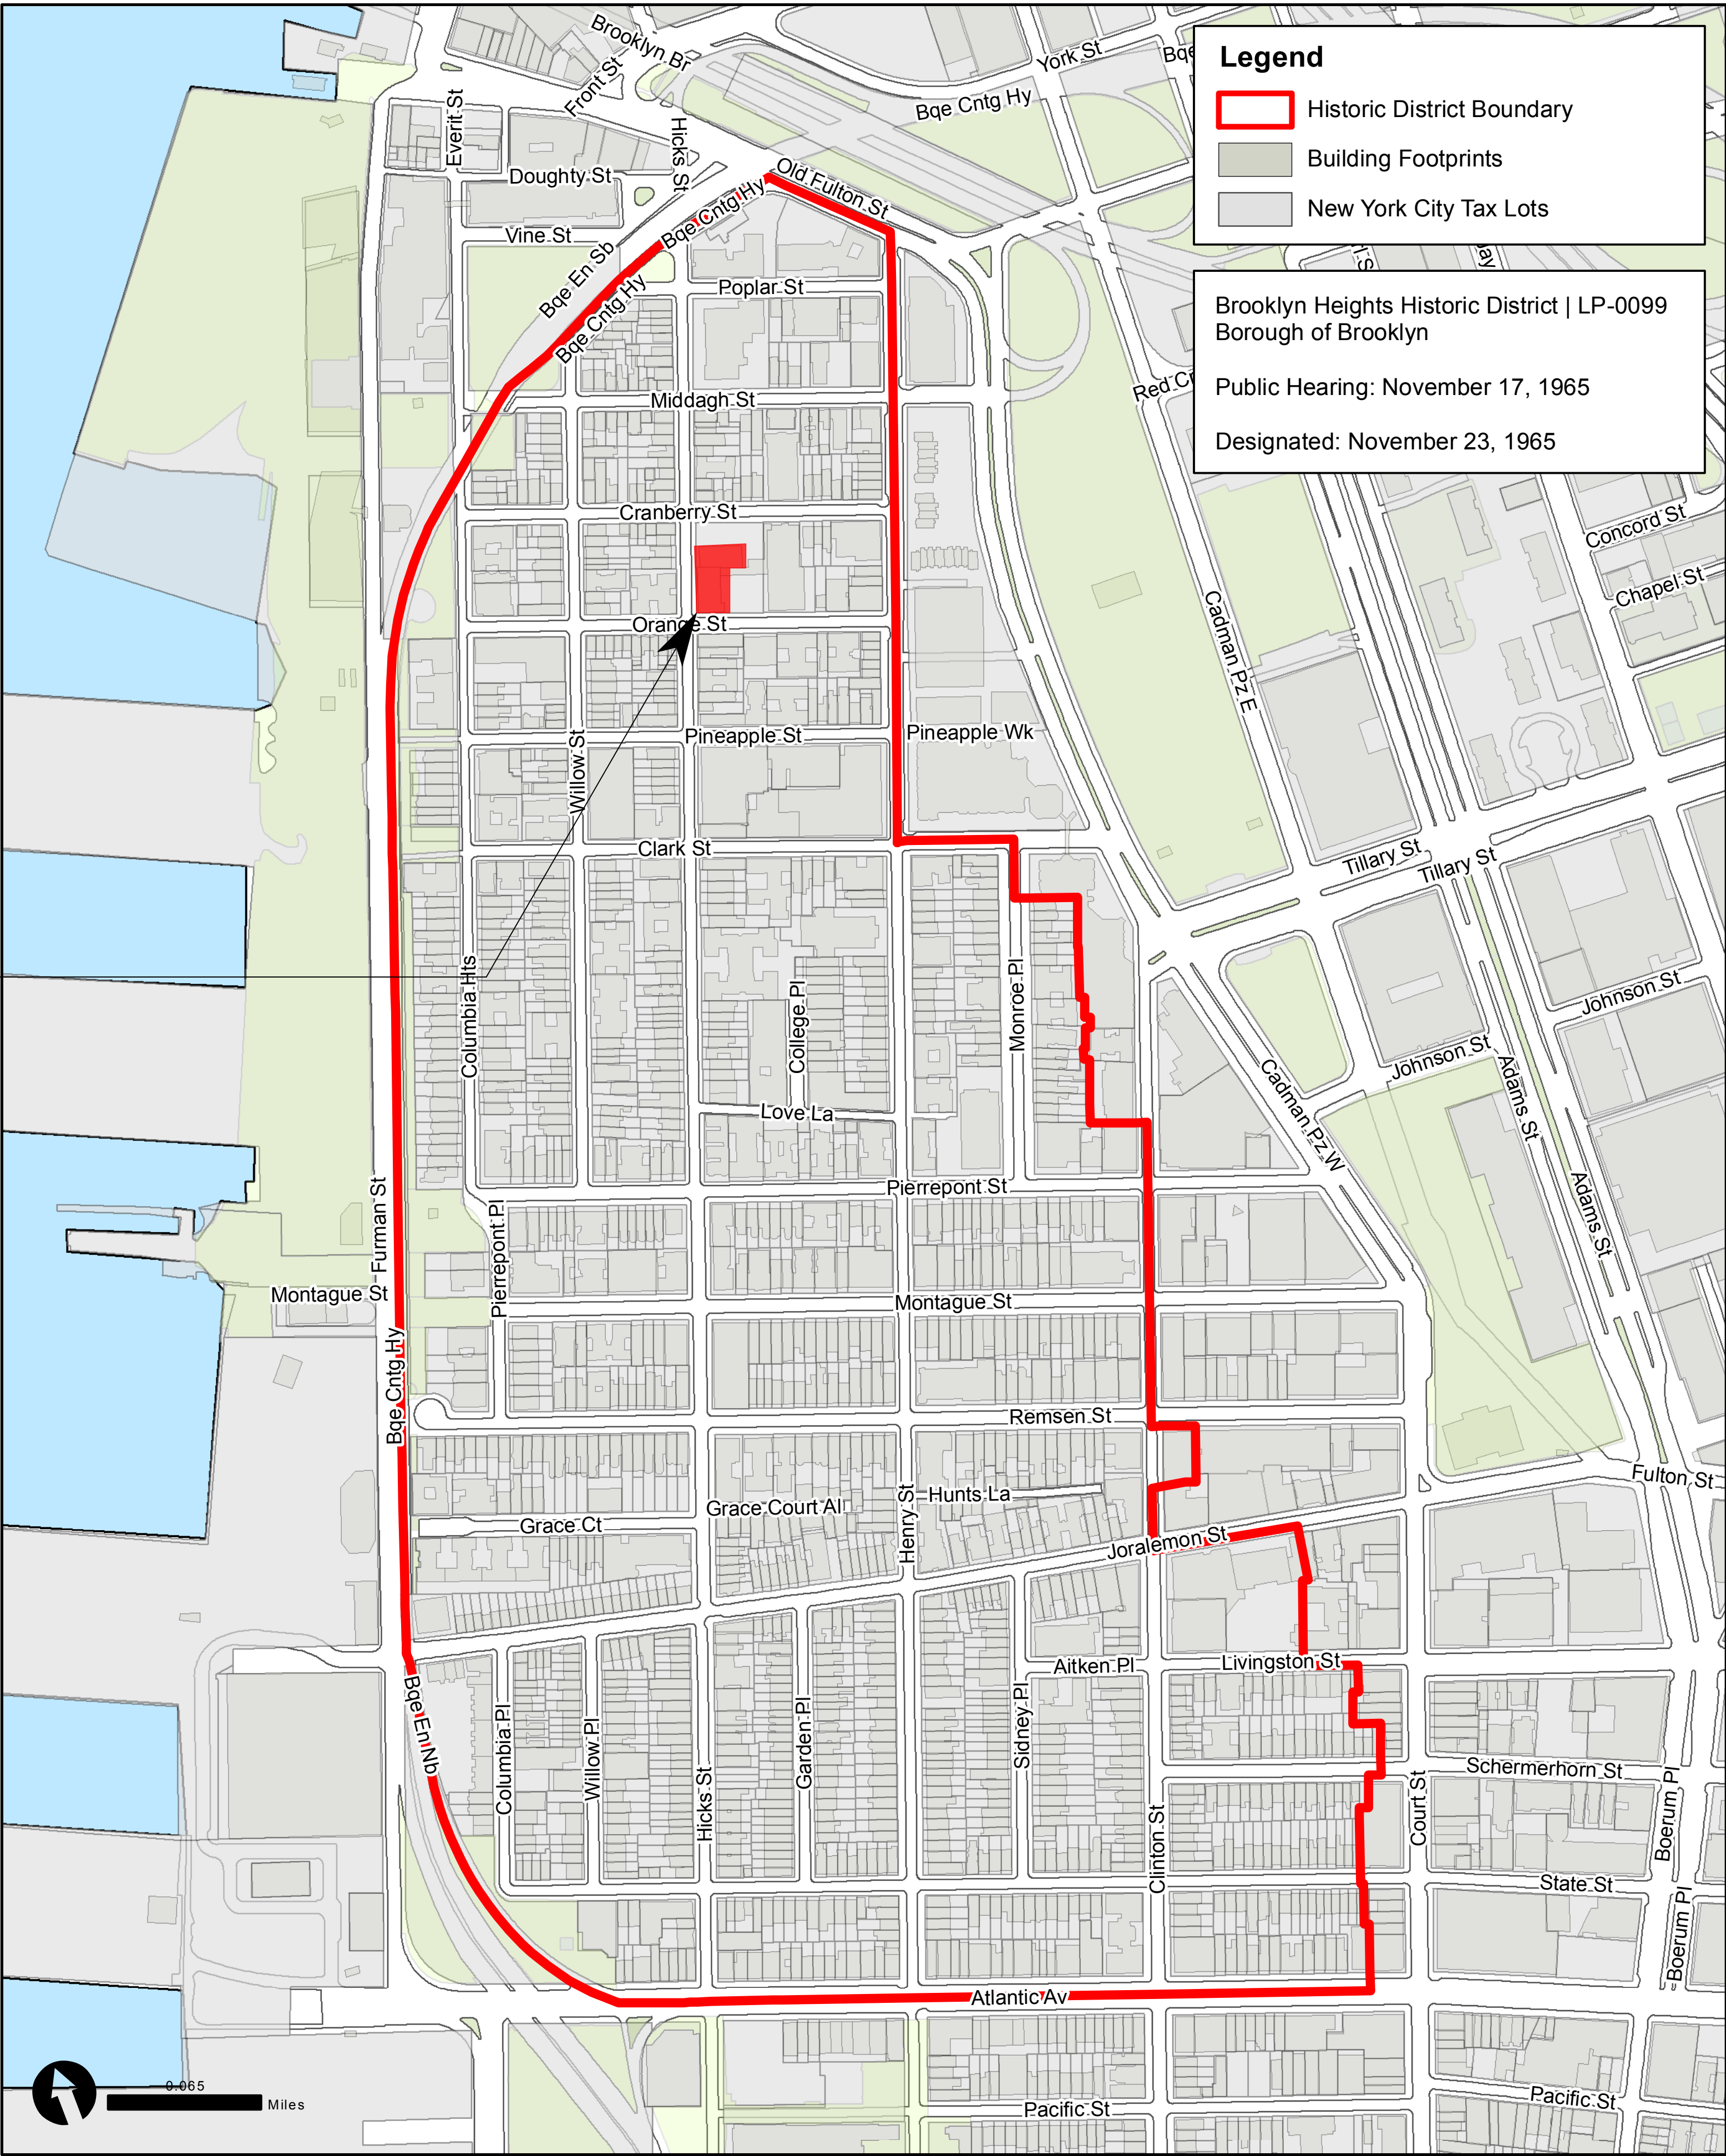 Legend
Historic District Boundary
Building Footprints
New York City Tax Lots
Brooklyn Heights Historic District | LP-0099
Borough of Brooklyn
Public Hearing: November 17, 1965
Designated: November 23, 1965
Brooklyn Br
Front St
York St
Bqe
Bqe Cntg Hy
Everit St
Hicks St
Doughty St
Old Fulton St
Bqe Cntg Hy
Vine St
Bqe En Sb
Bqe Cntg Hy
Poplar St
Middagh St
Red Cr
Cranberry St
Concord St
Chapel St
Orange St
Cadman Pz E
Pineapple St
Pineapple Wk
Willow St
Clark St
Tillary St
Tillary St
Columbia Hts
College Pl
Monroe Pl
Johnson St
Johnson St
Adams St
Love La
Cadman Pz W
Pierrepont St
Adams St
Furman St
Pierrepont Pl
Montague St
Montague St
Bqe Cntg Hy
Remsen St
Fulton St
Grace Court Al
Hunts La
Henry St
Grace Ct
Joralemon St
Aitken Pl
Livingston St
Bqe En Nb
Columbia Pl
Willow Pl
Garden Pl
Sidney Pl
Schermerhorn St
Hicks St
Clinton St
Court St
Boerum Pl
State St
Boerum Pl
Atlantic Av
0.065
Miles
Pacific St
Pacific St